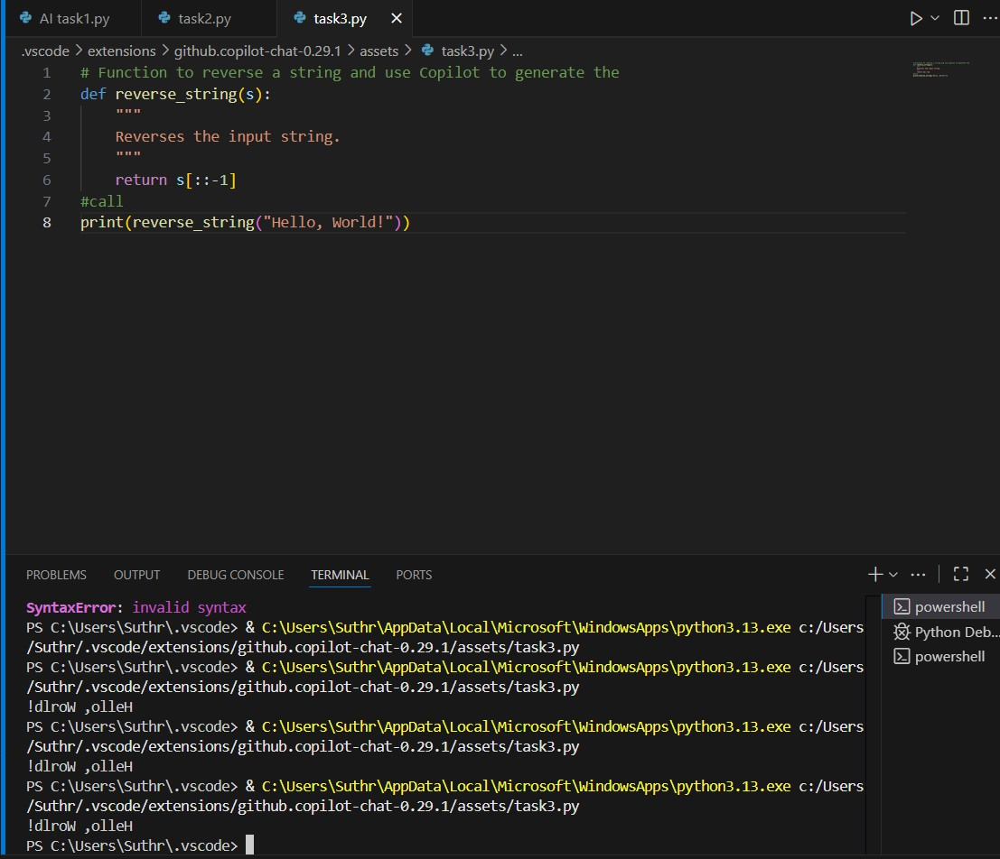 AI task1.py
task2.py
task3.py
.vscode > extensions > github.copilot-chat-0.29.1 > assets > task3.py > ...
1 # Function to reverse a string and use Copilot to generate the
2 def reverse_string(s):
3 """
4 Reverses the input string.
5 """
6 return s[::-1]
7 #call
8 print(reverse_string("Hello, World!"))
PROBLEMS OUTPUT DEBUG CONSOLE TERMINAL PORTS
SyntaxError: invalid syntax
PS C:\Users\Suthr\.vscode> & C:\Users\Suthr\AppData\Local\Microsoft\WindowsApps\python3.13.exe c:/Users
/Suthr/.vscode/extensions/github.copilot-chat-0.29.1/assets/task3.py
PS C:\Users\Suthr\.vscode> & C:\Users\Suthr\AppData\Local\Microsoft\WindowsApps\python3.13.exe c:/Users
/Suthr/.vscode/extensions/github.copilot-chat-0.29.1/assets/task3.py
!dlroW ,olleH
PS C:\Users\Suthr\.vscode> & C:\Users\Suthr\AppData\Local\Microsoft\WindowsApps\python3.13.exe c:/Users
/Suthr/.vscode/extensions/github.copilot-chat-0.29.1/assets/task3.py
!dlroW ,olleH
PS C:\Users\Suthr\.vscode> & C:\Users\Suthr\AppData\Local\Microsoft\WindowsApps\python3.13.exe c:/Users
/Suthr/.vscode/extensions/github.copilot-chat-0.29.1/assets/task3.py
!dlroW ,olleH
PS C:\Users\Suthr\.vscode>
powershell
Python Deb...
powershell